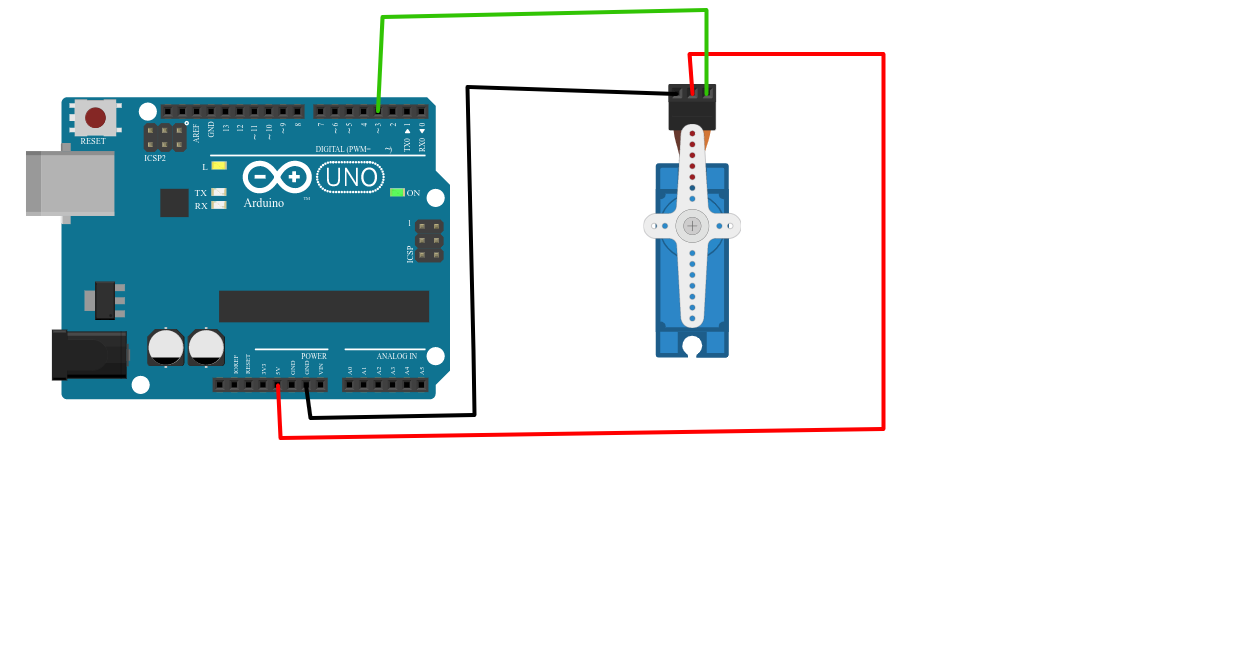 RESET
ICSP2
AREF
GND
13
12
~11
~10
~9
8
7
~6
~5
4
~3
2
TX0 ▶ 1
RX0 ◀ 0
DIGITAL (PWM~
L
TX
RX
UNO
Arduino
TM
ON
1
ICSP
POWER
ANALOG IN
IOREF
RESET
3V3
5V
GND
GND
VIN
A0
A1
A2
A3
A4
A5